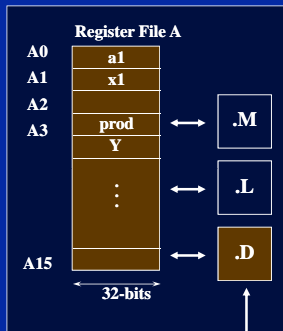 Register File A
A0
a1
A1
x1
A2
A3
prod
.M
Y
.L
.D
A15
32-bits